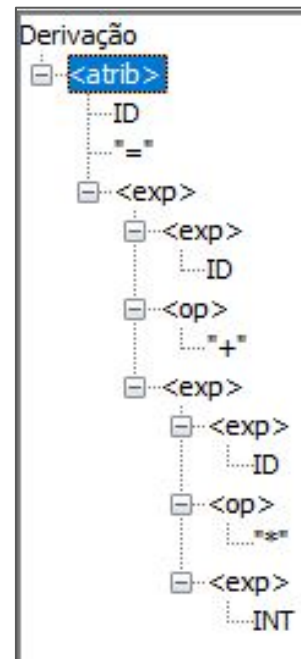 Derivação
<atrib>
ID
"="
<exp>
<exp>
ID
<op>
"+"
<exp>
<exp>
ID
<op>
"*"
<exp>
INT